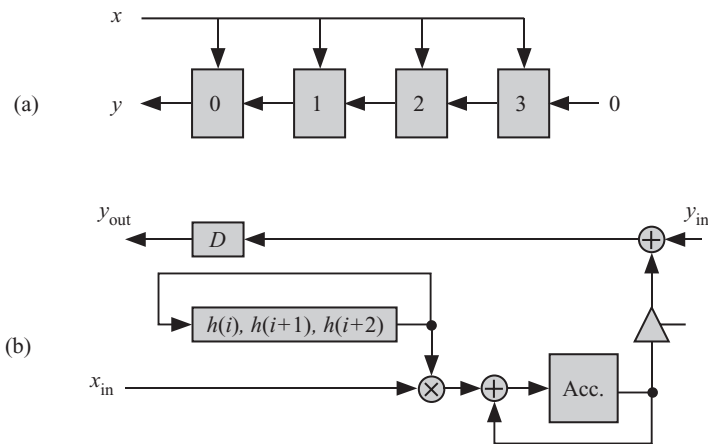 x
(a)
y
0
1
2
3
0
y_out
D
+
y_in
h(i), h(i+1), h(i+2)
(b)
x_in
×
+
Acc.